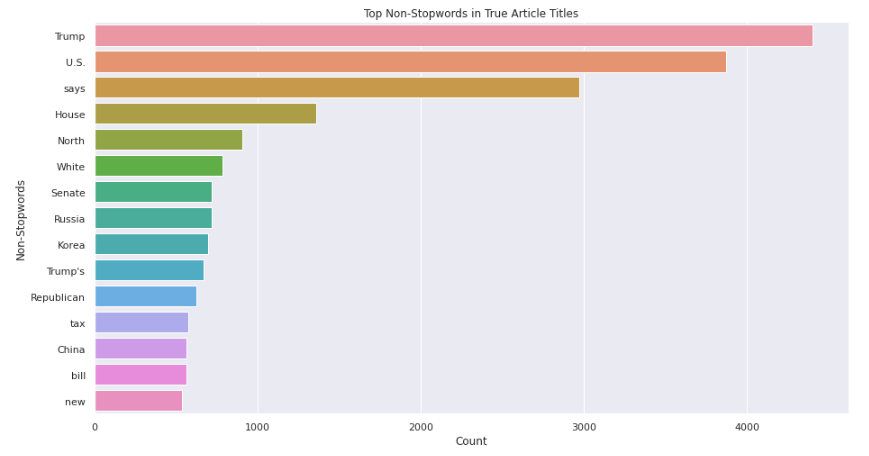 Top Non-Stopwords in True Article Titles
Non-Stopwords
Trump
U.S.
says
House
North
White
Senate
Russia
Korea
Trump's
Republican
tax
China
bill
new
0 1000 2000 3000 4000
Count